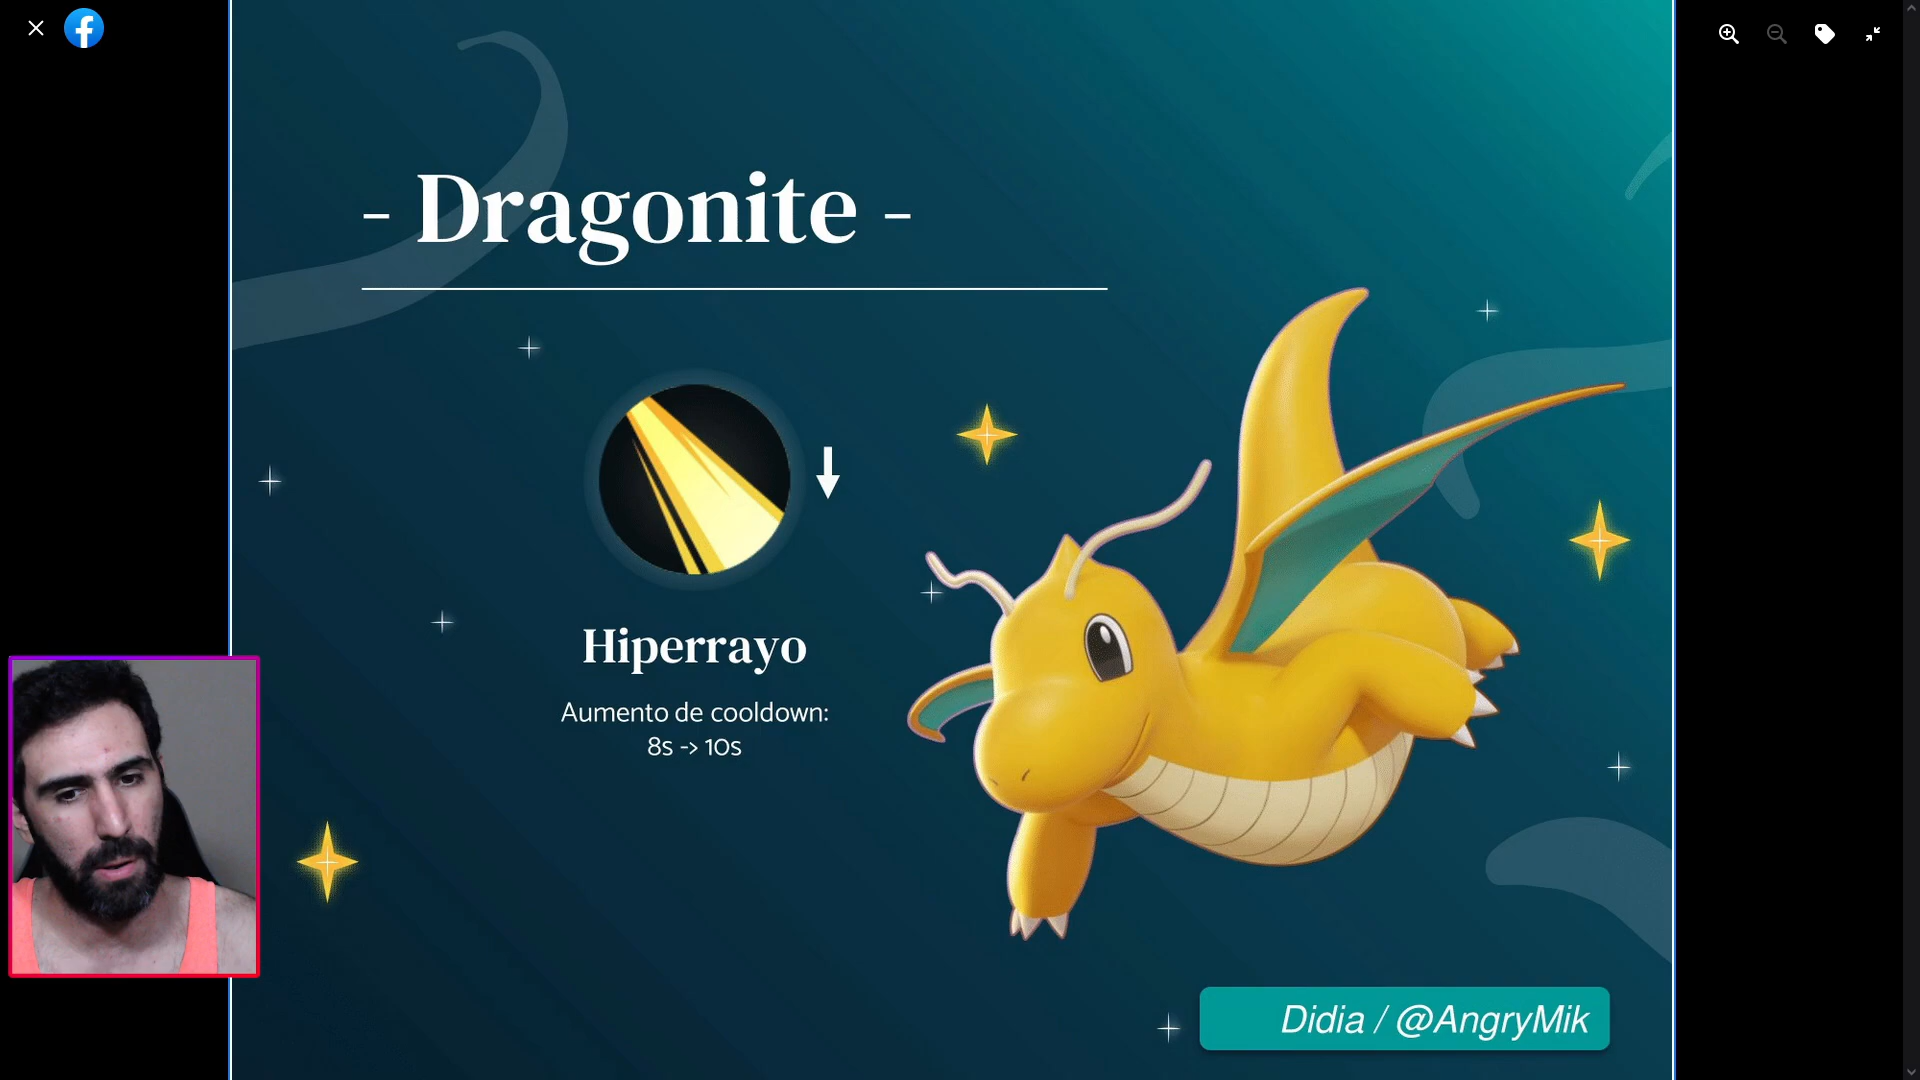 - Dragonite -
Hiperrayo
Aumento de cooldown:
8s -> 10s
Didia / @AngryMik